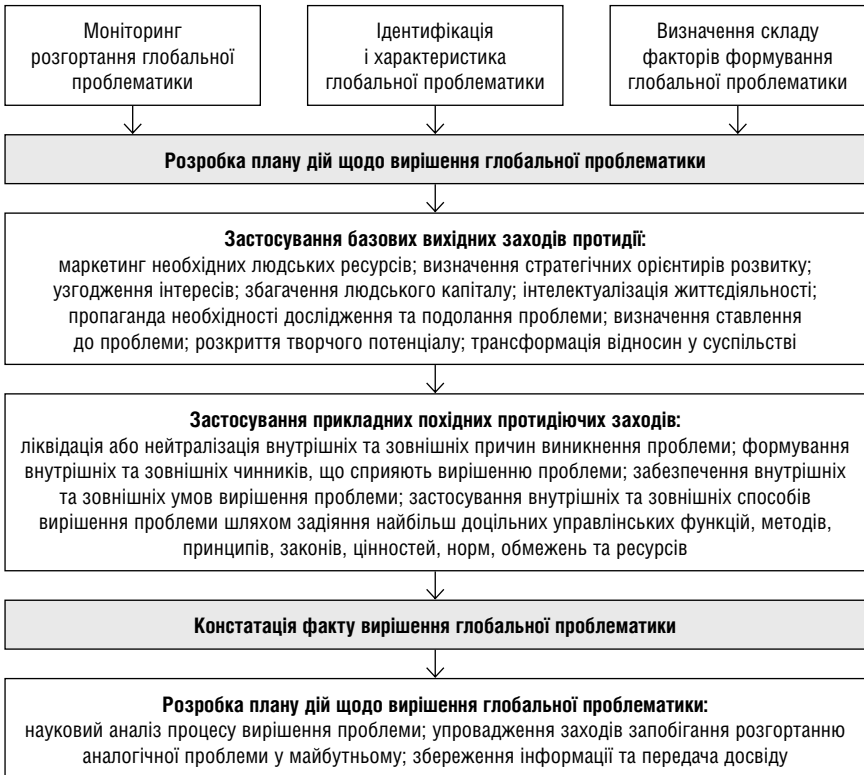 Моніторинг
розгортання глобальної
проблематики
Ідентифікація
і характеристика
глобальної проблематики
Визначення складу
факторів формування
глобальної проблематики
Розробка плану дій щодо вирішення глобальної проблематики
Застосування базових вихідних заходів протидії:
маркетинг необхідних людських ресурсів; визначення стратегічних орієнтирів розвитку;
узгодження інтересів; збагачення людського капіталу; інтелектуалізація життєдіяльності;
пропаганда необхідності дослідження та подолання проблеми; визначення ставлення
до проблеми; розкриття творчого потенціалу; трансформація відносин у суспільстві
Застосування прикладних похідних протидіючих заходів:
ліквідація або нейтралізація внутрішніх та зовнішніх причин виникнення проблеми; формування
внутрішніх та зовнішніх чинників, що сприяють вирішенню проблеми; забезпечення внутрішніх
та зовнішніх умов вирішення проблеми; застосування внутрішніх та зовнішніх способів
вирішення проблеми шляхом задіяння найбільш доцільних управлінських функцій, методів,
принципів, законів, цінностей, норм, обмежень та ресурсів
Констатація факту вирішення глобальної проблематики
Розробка плану дій щодо вирішення глобальної проблематики:
науковий аналіз процесу вирішення проблеми; упровадження заходів запобігання розгортанню
аналогічної проблеми у майбутньому; збереження інформації та передача досвіду